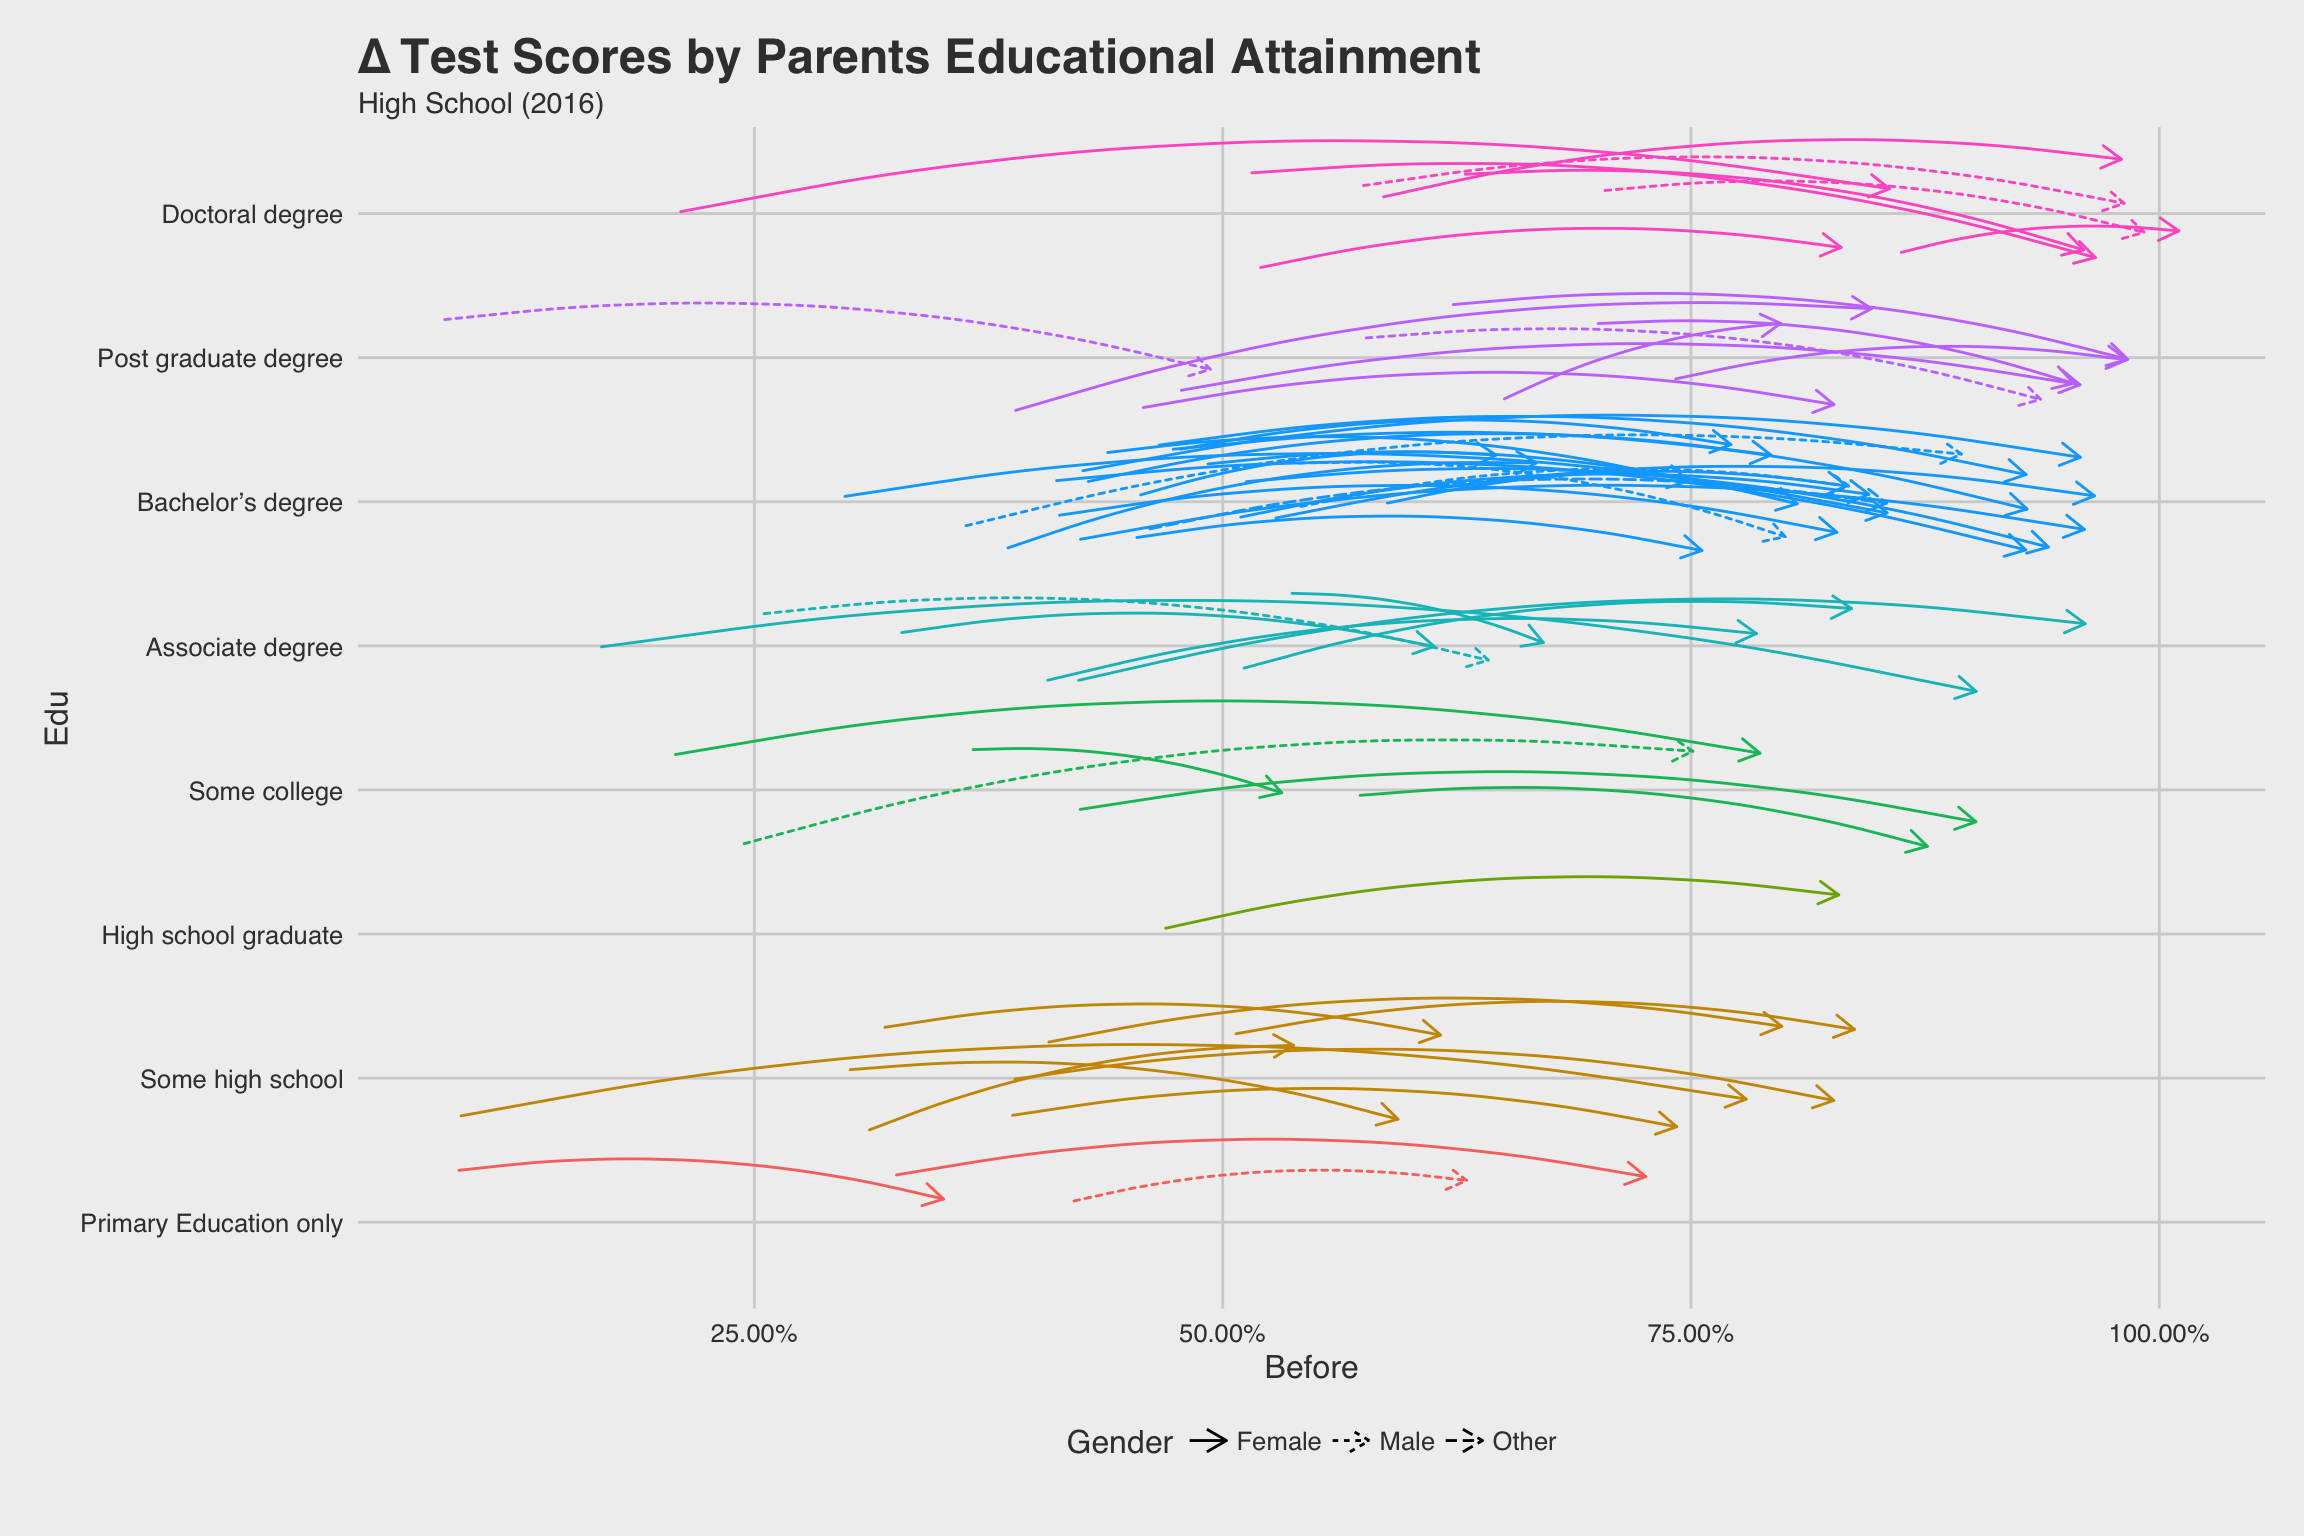 Δ Test Scores by Parents Educational Attainment
High School (2016)
Doctoral degree
Post graduate degree
Bachelor’s degree
Associate degree
Some college
High school graduate
Some high school
Primary Education only
Edu
25.00% 50.00% 75.00% 100.00%
Before
Gender Female Male Other